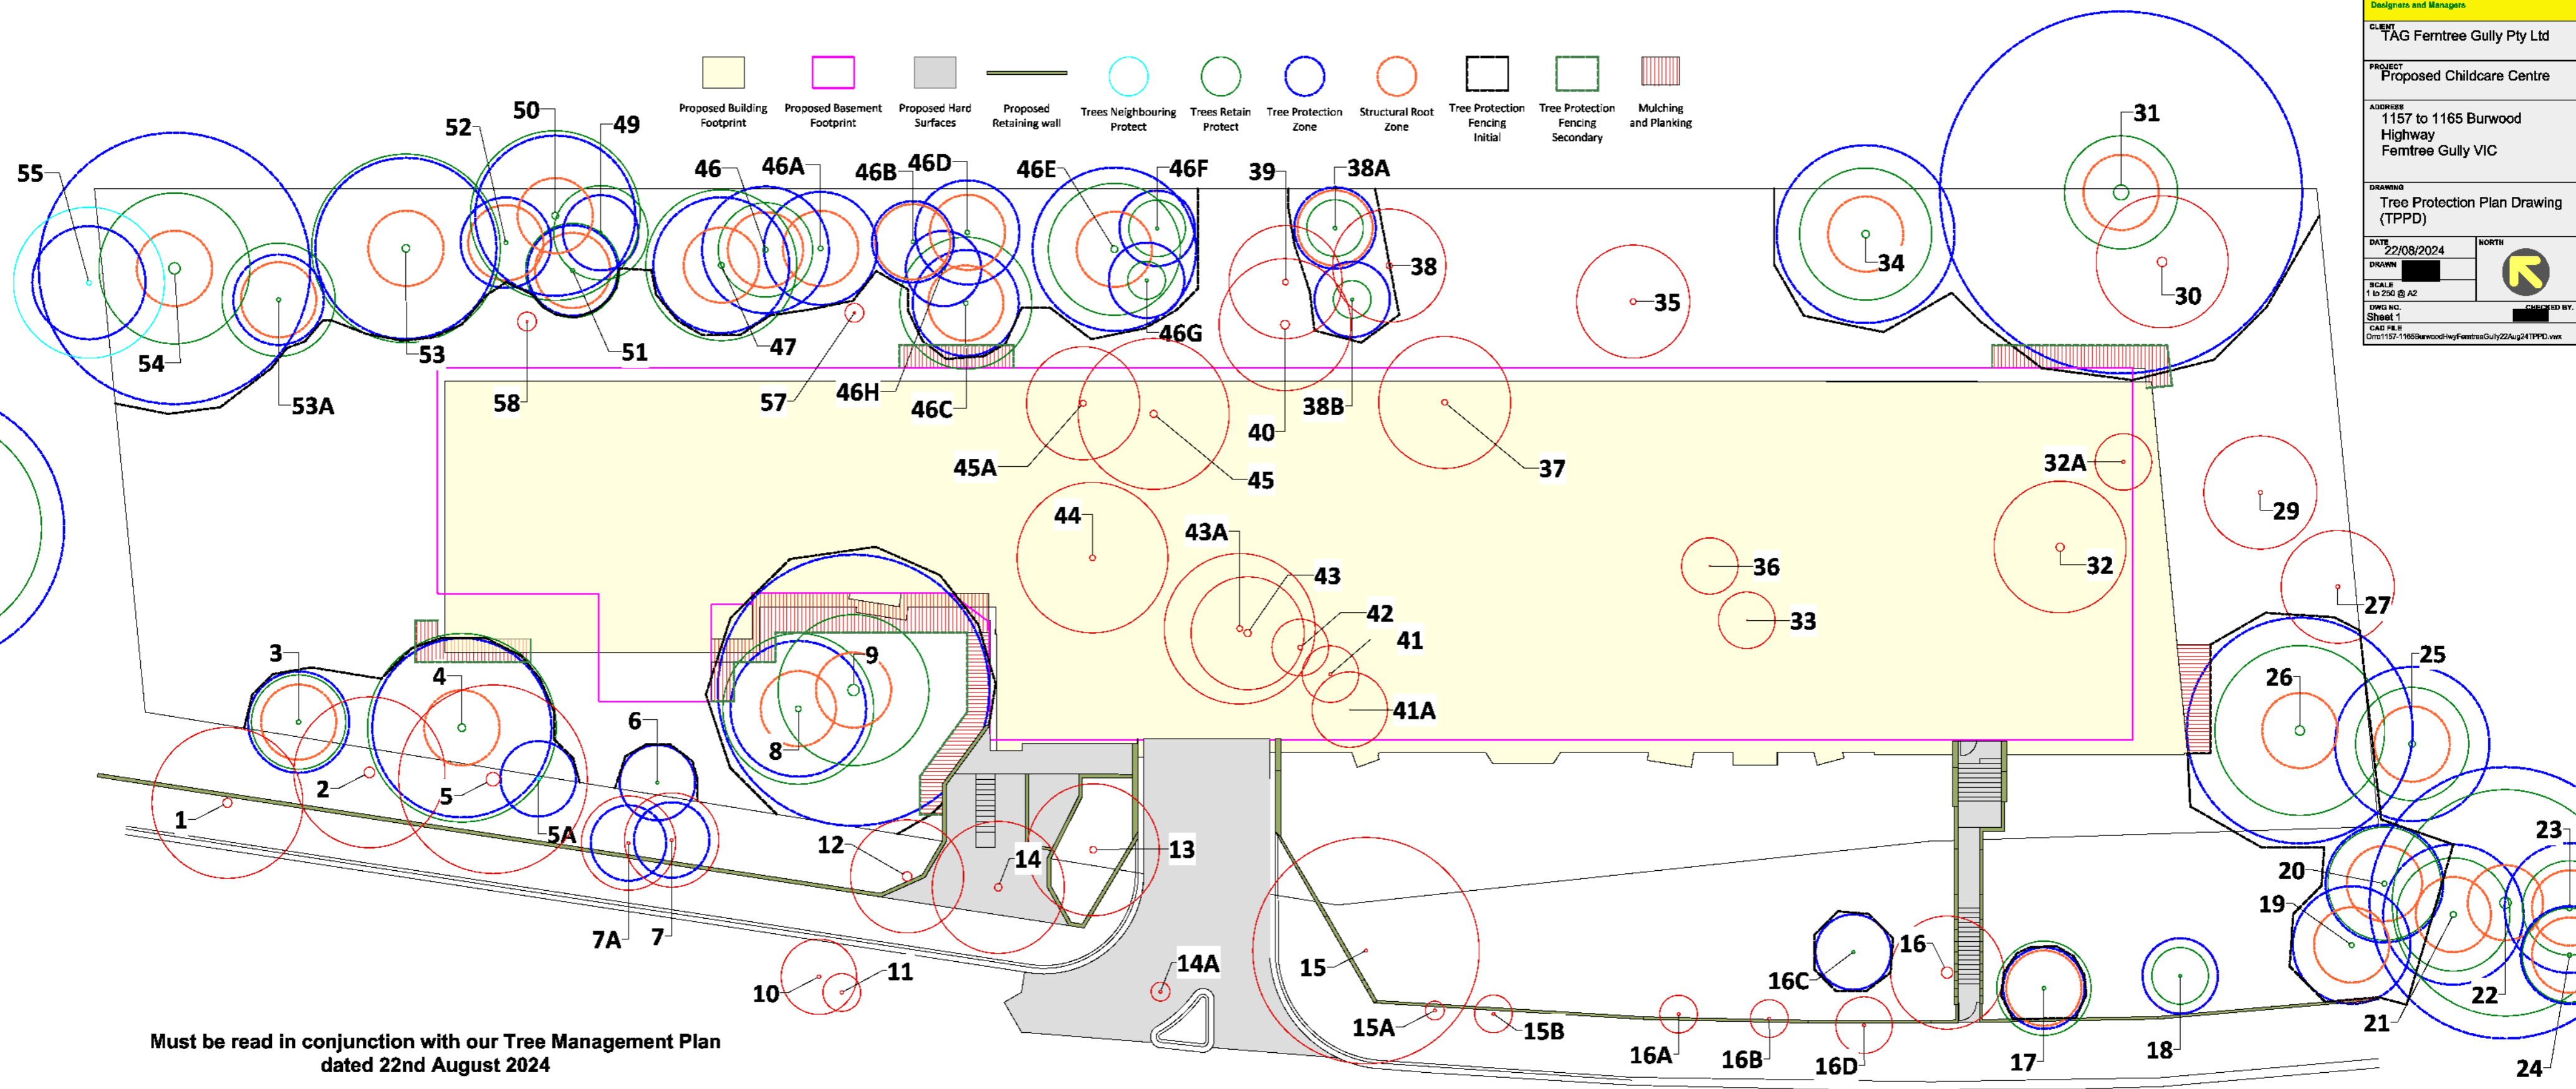 Designers and Managers
CLIENT
TAG Ferntree Gully Pty Ltd
PROJECT
Proposed Childcare Centre
ADDRESS
1157 to 1165 Burwood
Highway
Ferntree Gully VIC
DRAWING
Tree Protection Plan Drawing
(TPPD)
DATE
22/08/2024
NORTH
DRAWN
SCALE
1 to 250 @ A2
DWG NO.
Sheet 1
CHECKED BY.
CAD FILE
Proposed Building
Footprint
Proposed Basement
Footprint
Proposed Hard
Surfaces
Proposed
Retaining wall
Trees Neighbouring
Protect
Trees Retain
Protect
Tree Protection
Zone
Structural Root
Zone
Tree Protection
Fencing
Initial
Tree Protection
Fencing
Secondary
Mulching
and Planking
55
54
53A
53
52
50
49
51
58
46
46A
47
57
46B
46D
46H
46C
46E
46F
46G
39
38A
38
40
38B
35
34
31
30
45A
45
37
32A
29
44
43A
43
42
41
41A
36
33
32
27
3
4
2
1
5
5A
6
7A
7
8
9
10
11
12
13
14
14A
15
15A
15B
16A
16B
16C
16D
16
17
18
19
20
21
22
23
24
25
26
Must be read in conjunction with our Tree Management Plan
dated 22nd August 2024